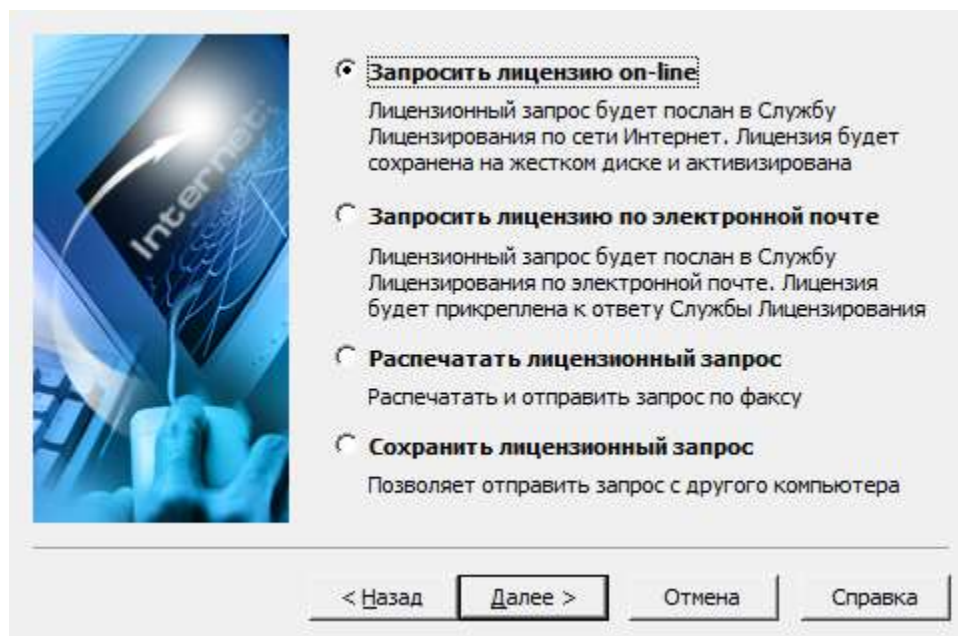 Internet:
Запросить лицензию on-line
Лицензионный запрос будет послан в Службу
Лицензирования по сети Интернет. Лицензия будет
сохранена на жестком диске и активизирована
Запросить лицензию по электронной почте
Лицензионный запрос будет послан в Службу
Лицензирования по электронной почте. Лицензия
будет прикреплена к ответу Службы Лицензирования
Распечатать лицензионный запрос
Распечатать и отправить запрос по факсу
Сохранить лицензионный запрос
Позволяет отправить запрос с другого компьютера
< Назад
Далее >
Отмена
Справка